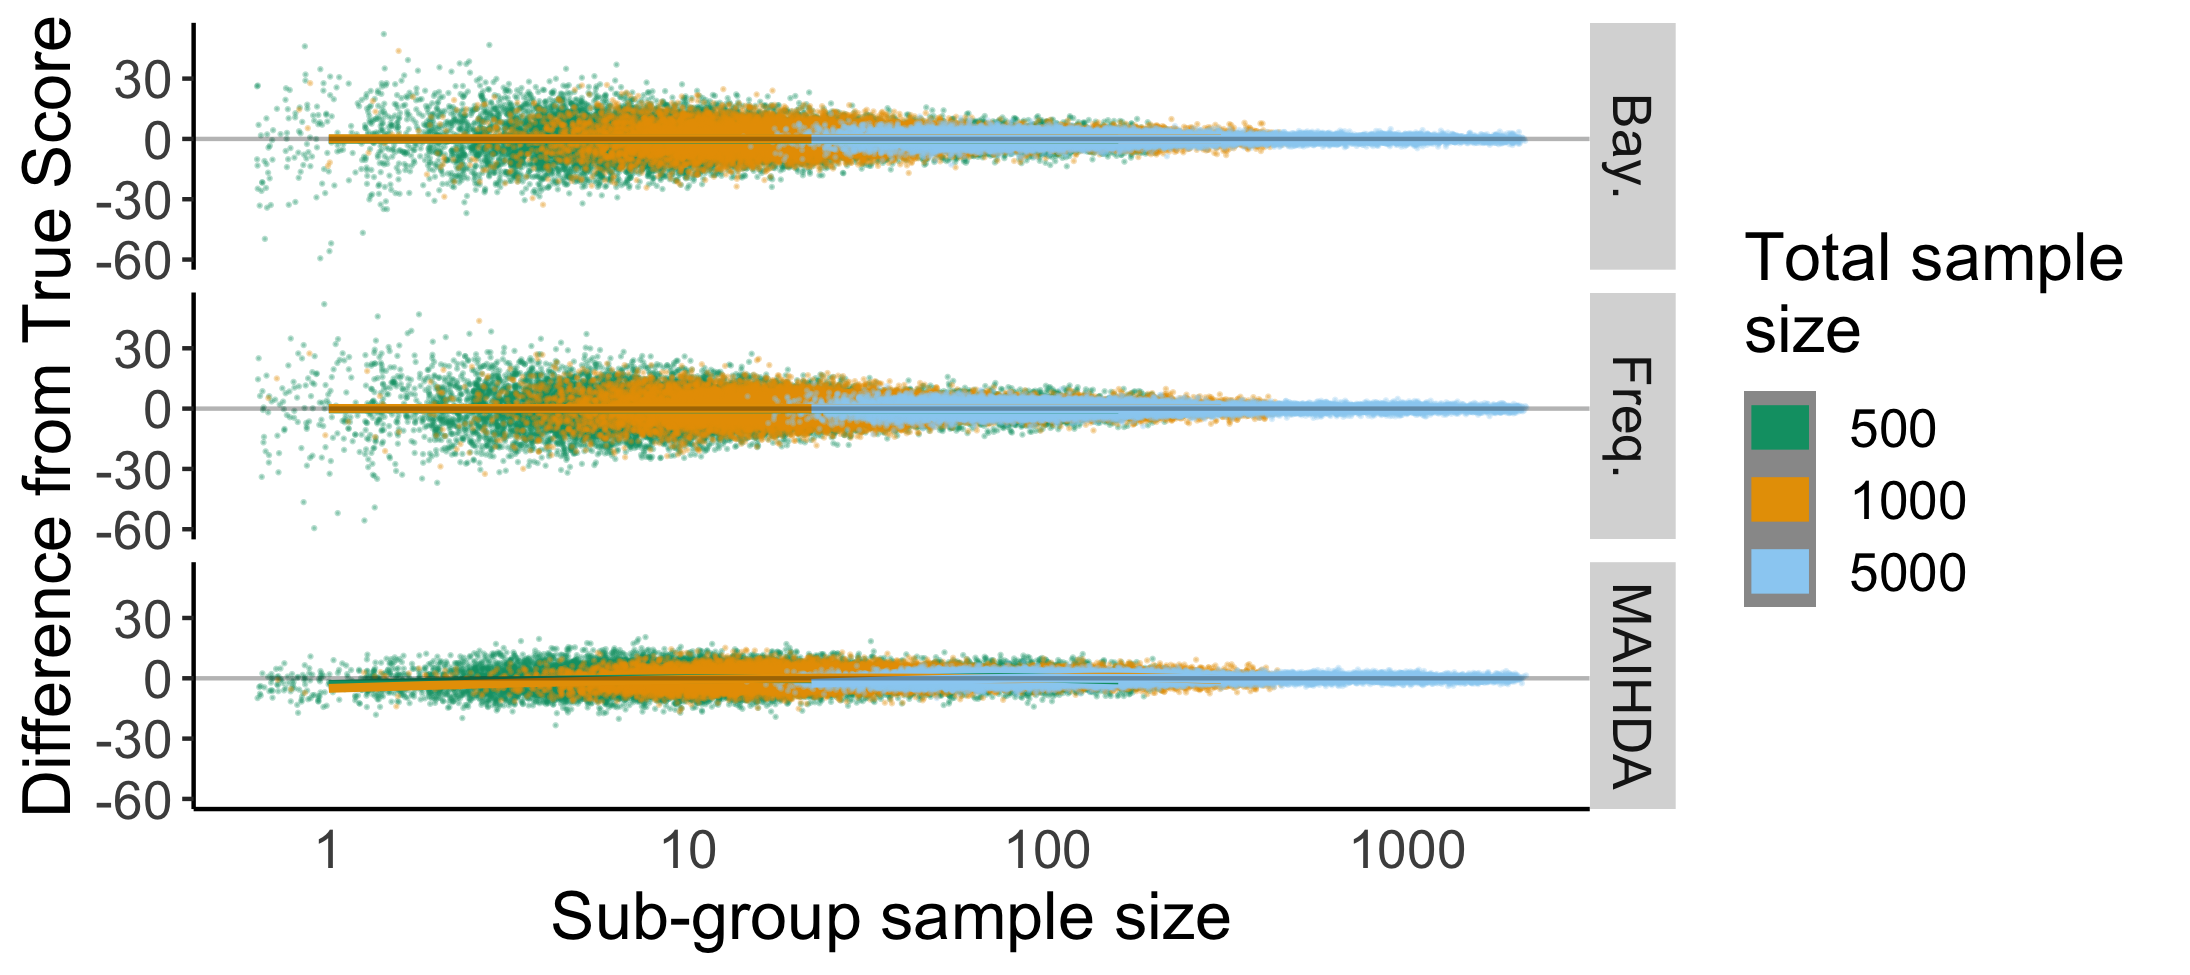 Difference from True Score
30
0
-30
-60
Bay.
30
0
-30
-60
Freq.
30
0
-30
-60
MAIHDA
1 10 100 1000
Sub-group sample size
Total sample
size
500
1000
5000